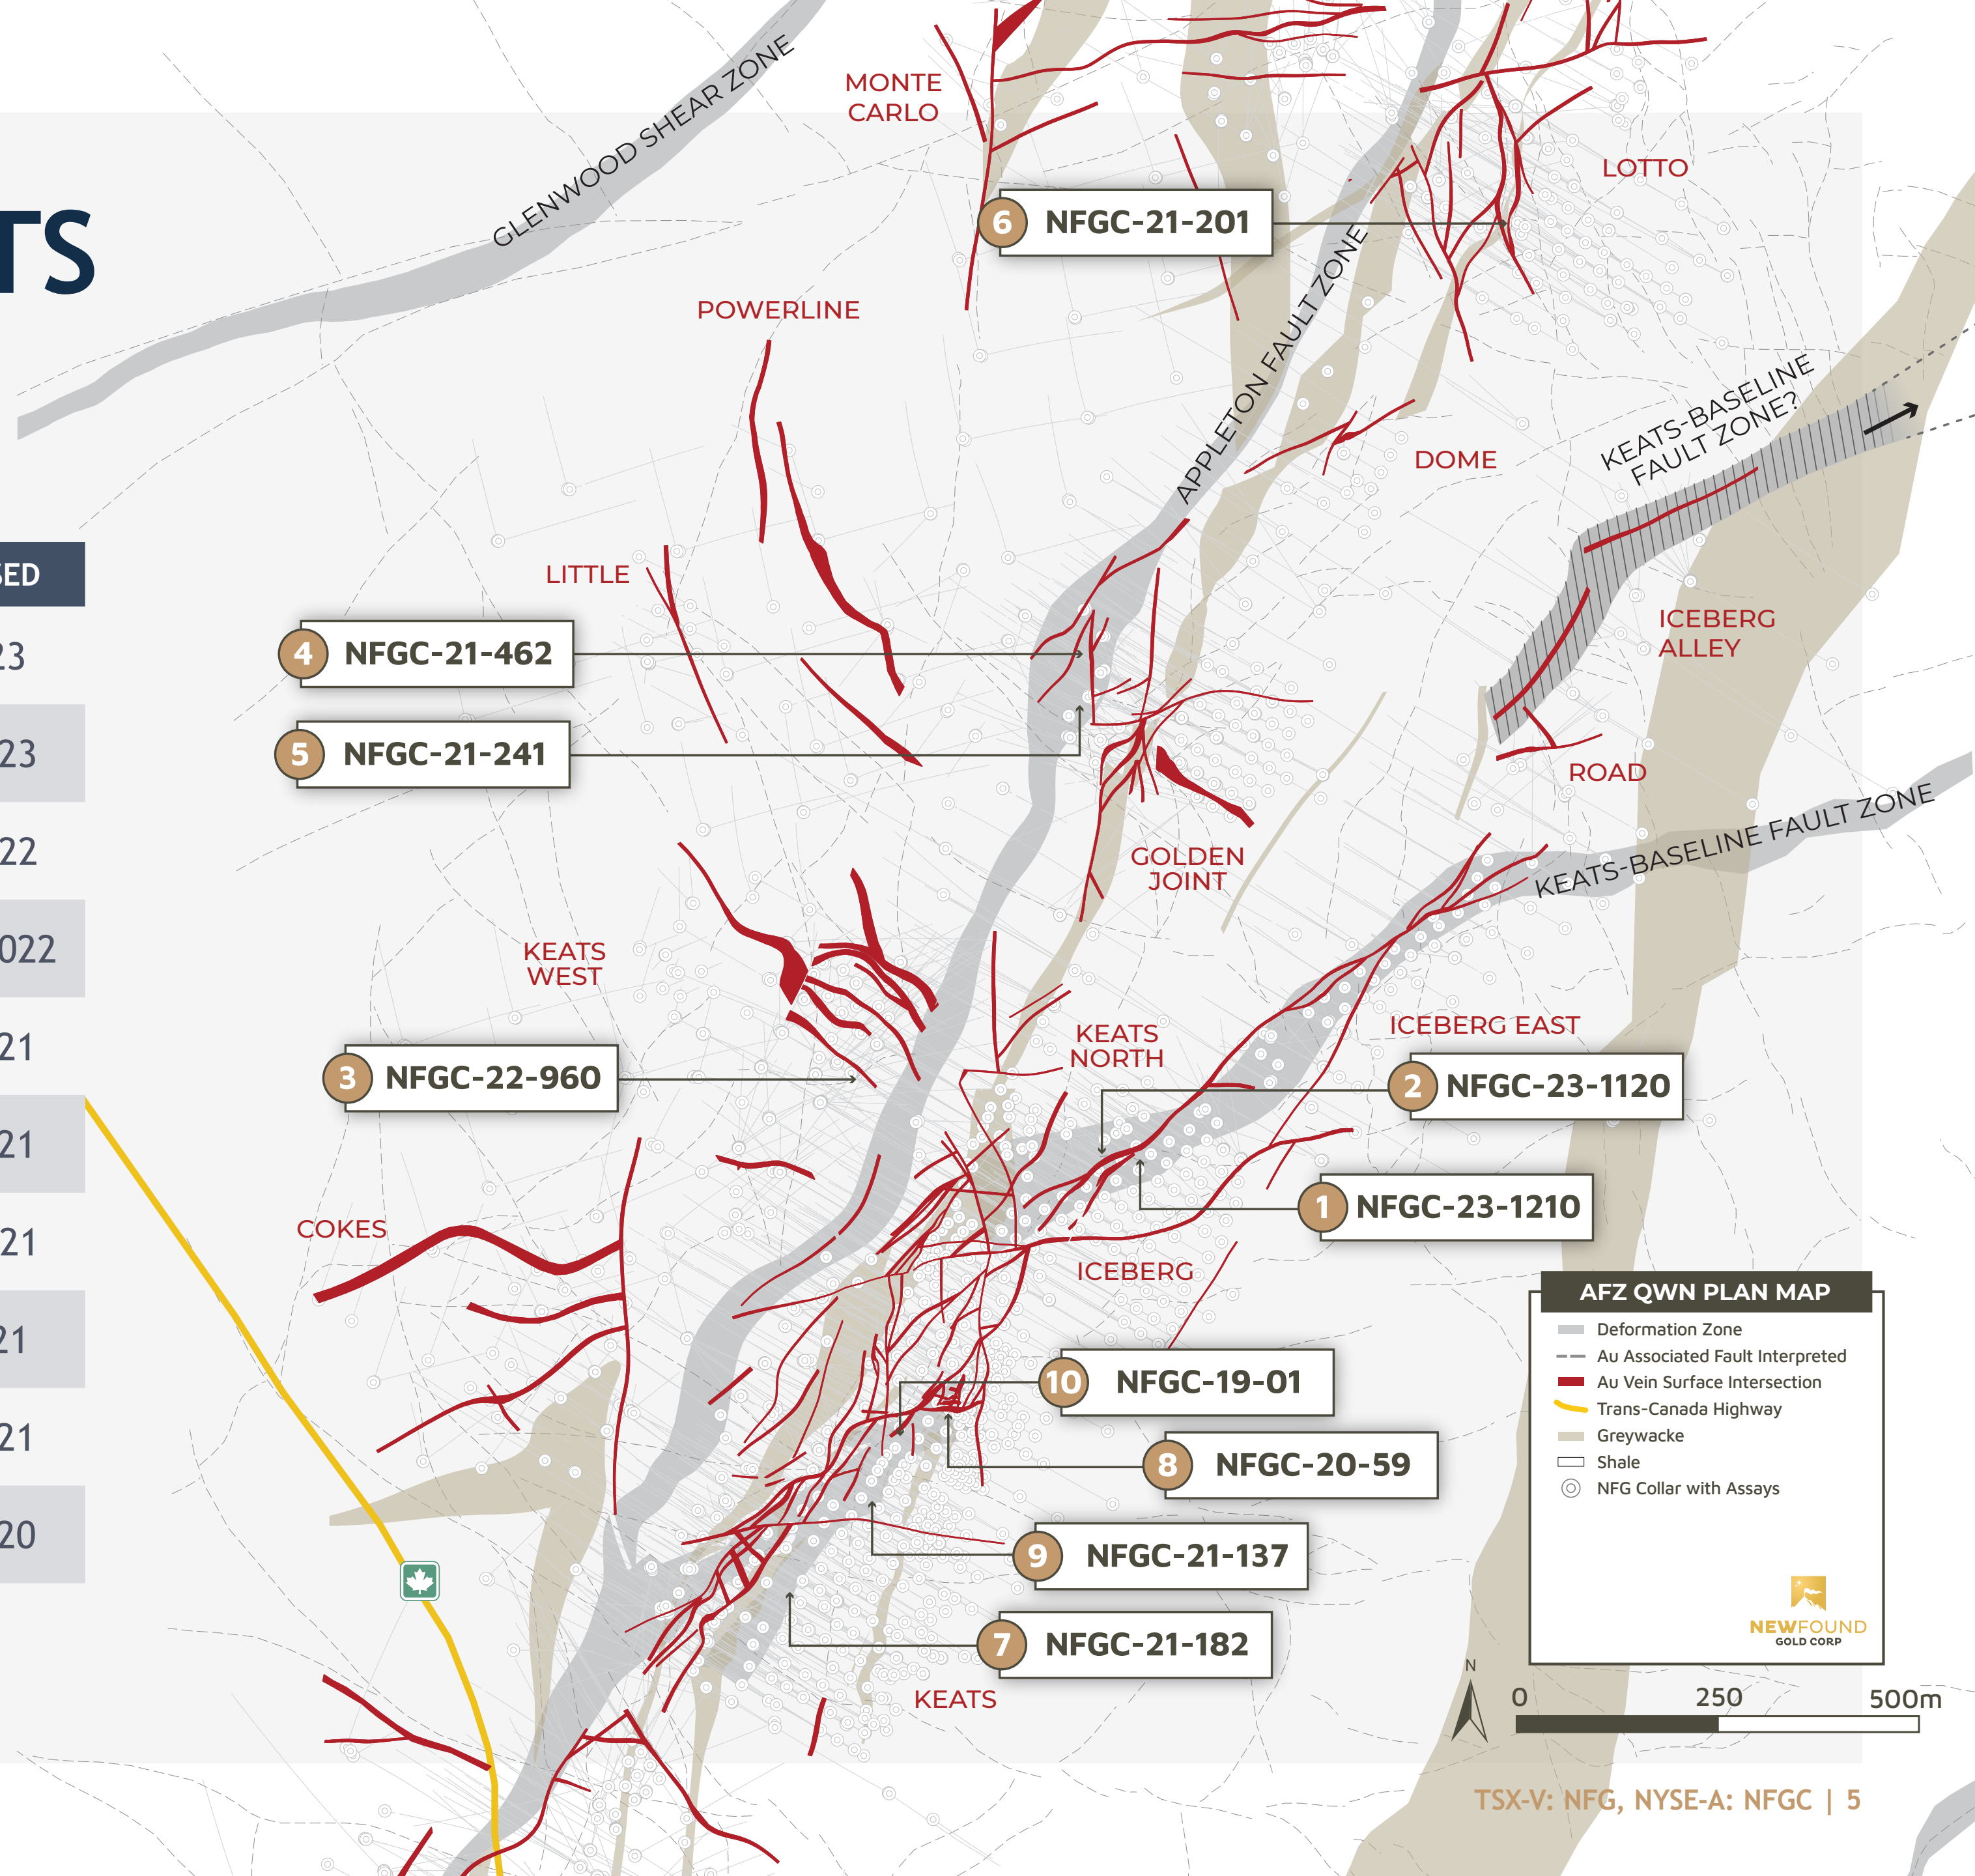 TS
SED
23
23
22
022
21
21
21
21
21
20
GLENWOOD SHEAR ZONE
MONTE
CARLO
LOTTO
6 NFGC-21-201
POWERLINE
APPLETON FAULT ZONE
KEATS-BASELINE
FAULT ZONE?
DOME
LITTLE
ICEBERG
ALLEY
4 NFGC-21-462
5 NFGC-21-241
ROAD
KEATS-BASELINE FAULT ZONE
GOLDEN
JOINT
KEATS
WEST
KEATS
NORTH
ICEBERG EAST
3 NFGC-22-960
2 NFGC-23-1120
1 NFGC-23-1210
COKES
ICEBERG
10 NFGC-19-01
8 NFGC-20-59
9 NFGC-21-137
7 NFGC-21-182
KEATS
AFZ QWN PLAN MAP
Deformation Zone
Au Associated Fault Interpreted
Au Vein Surface Intersection
Trans-Canada Highway
Greywacke
Shale
NFG Collar with Assays
NEWFOUND
GOLD CORP
N
0 250 500m
TSX-V: NFG, NYSE-A: NFGC | 5